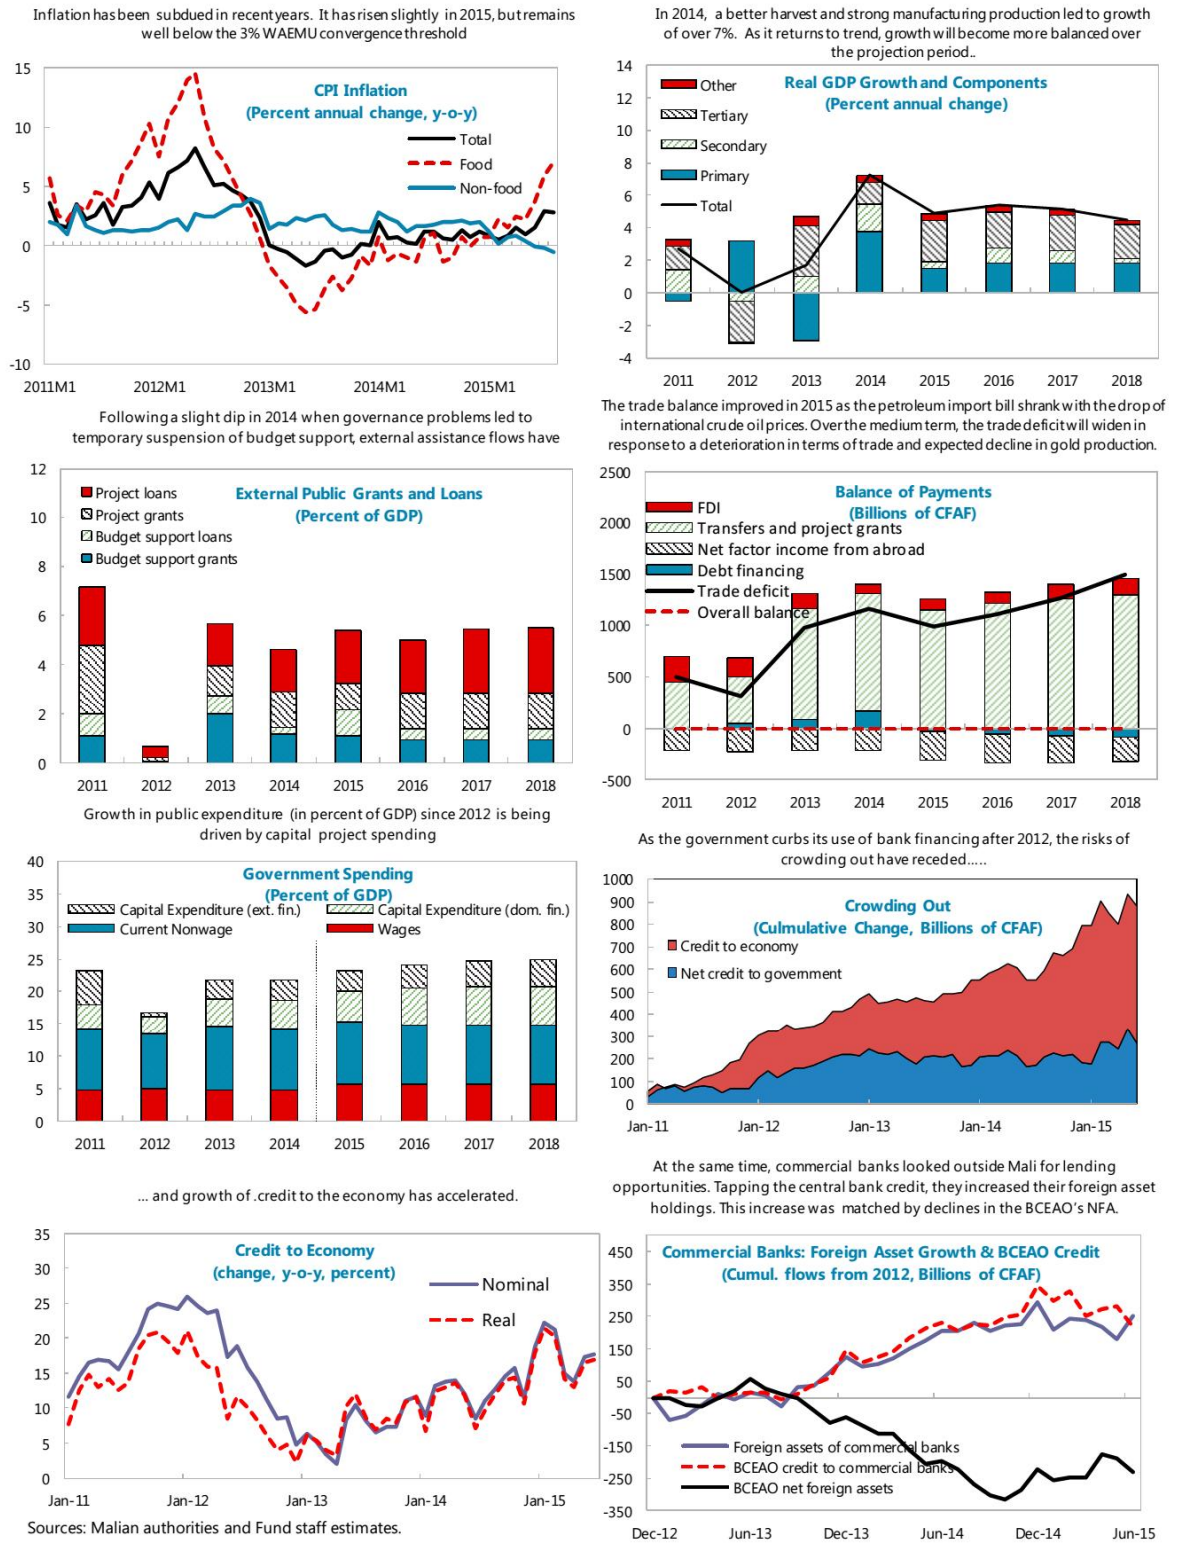 Inflation has been subdued in recent years. It has risen slightly in 2015, but remains
well below the 3% WAEMU convergence threshold
15
10
5
0
-5
-10
CPI Inflation
(Percent annual change, y-o-y)
Total
Food
Non-food
2011M1 2012M1 2013M1 2014M1 2015M1
In 2014, a better harvest and strong manufacturing production led to growth
of over 7%. As it returns to trend, growth will become more balanced over
the projection period..
14
12
10
8
6
4
2
0
-2
-4
Real GDP Growth and Components
(Percent annual change)
Other
Tertiary
Secondary
Primary
Total
2011 2012 2013 2014 2015 2016 2017 2018
Following a slight dip in 2014 when governance problems led to
temporary suspension of budget support, external assistance flows have
12
10
8
6
4
2
0
External Public Grants and Loans
(Percent of GDP)
Project loans
Project grants
Budget support loans
Budget support grants
2011 2012 2013 2014 2015 2016 2017 2018
The trade balance improved in 2015 as the petroleum import bill shrank with the drop of
international crude oil prices. Over the medium term, the trade deficit will widen in
response to a deterioration in terms of trade and expected decline in gold production.
2500
2000
1500
1000
500
0
-500
Balance of Payments
(Billions of CFAF)
FDI
Transfers and project grants
Net factor income from abroad
Debt financing
Trade deficit
Overall balance
2011 2012 2013 2014 2015 2016 2017 2018
Growth in public expenditure (in percent of GDP) since 2012 is being
driven by capital project spending
40
35
30
25
20
15
10
5
0
Government Spending
(Percent of GDP)
Capital Expenditure (ext. fin.) Capital Expenditure (dom. fin.)
Current Nonwage Wages
2011 2012 2013 2014 2015 2016 2017 2018
As the government curbs its use of bank financing after 2012, the risks of
crowding out have receded.....
1000
900
800
700
600
500
400
300
200
100
0
Crowding Out
(Culmulative Change, Billions of CFAF)
Credit to economy
Net credit to government
Jan-11 Jan-12 Jan-13 Jan-14 Jan-15
... and growth of .credit to the economy has accelerated.
35
30
25
20
15
10
5
0
Credit to Economy
(change, y-o-y, percent)
Nominal
Real
Jan-11 Jan-12 Jan-13 Jan-14 Jan-15
At the same time, commercial banks looked outside Mali for lending
opportunities. Tapping the central bank credit, they increased their foreign asset
holdings. This increase was matched by declines in the BCEAO's NFA.
450
350
250
150
50
-50
-150
-250
-350
Commercial Banks: Foreign Asset Growth & BCEAO Credit
(Cumul. flows from 2012, Billions of CFAF)
Foreign assets of commercial banks
BCEAO credit to commercial banks
BCEAO net foreign assets
Dec-12 Jun-13 Dec-13 Jun-14 Dec-14 Jun-15
Sources: Malian authorities and Fund staff estimates.